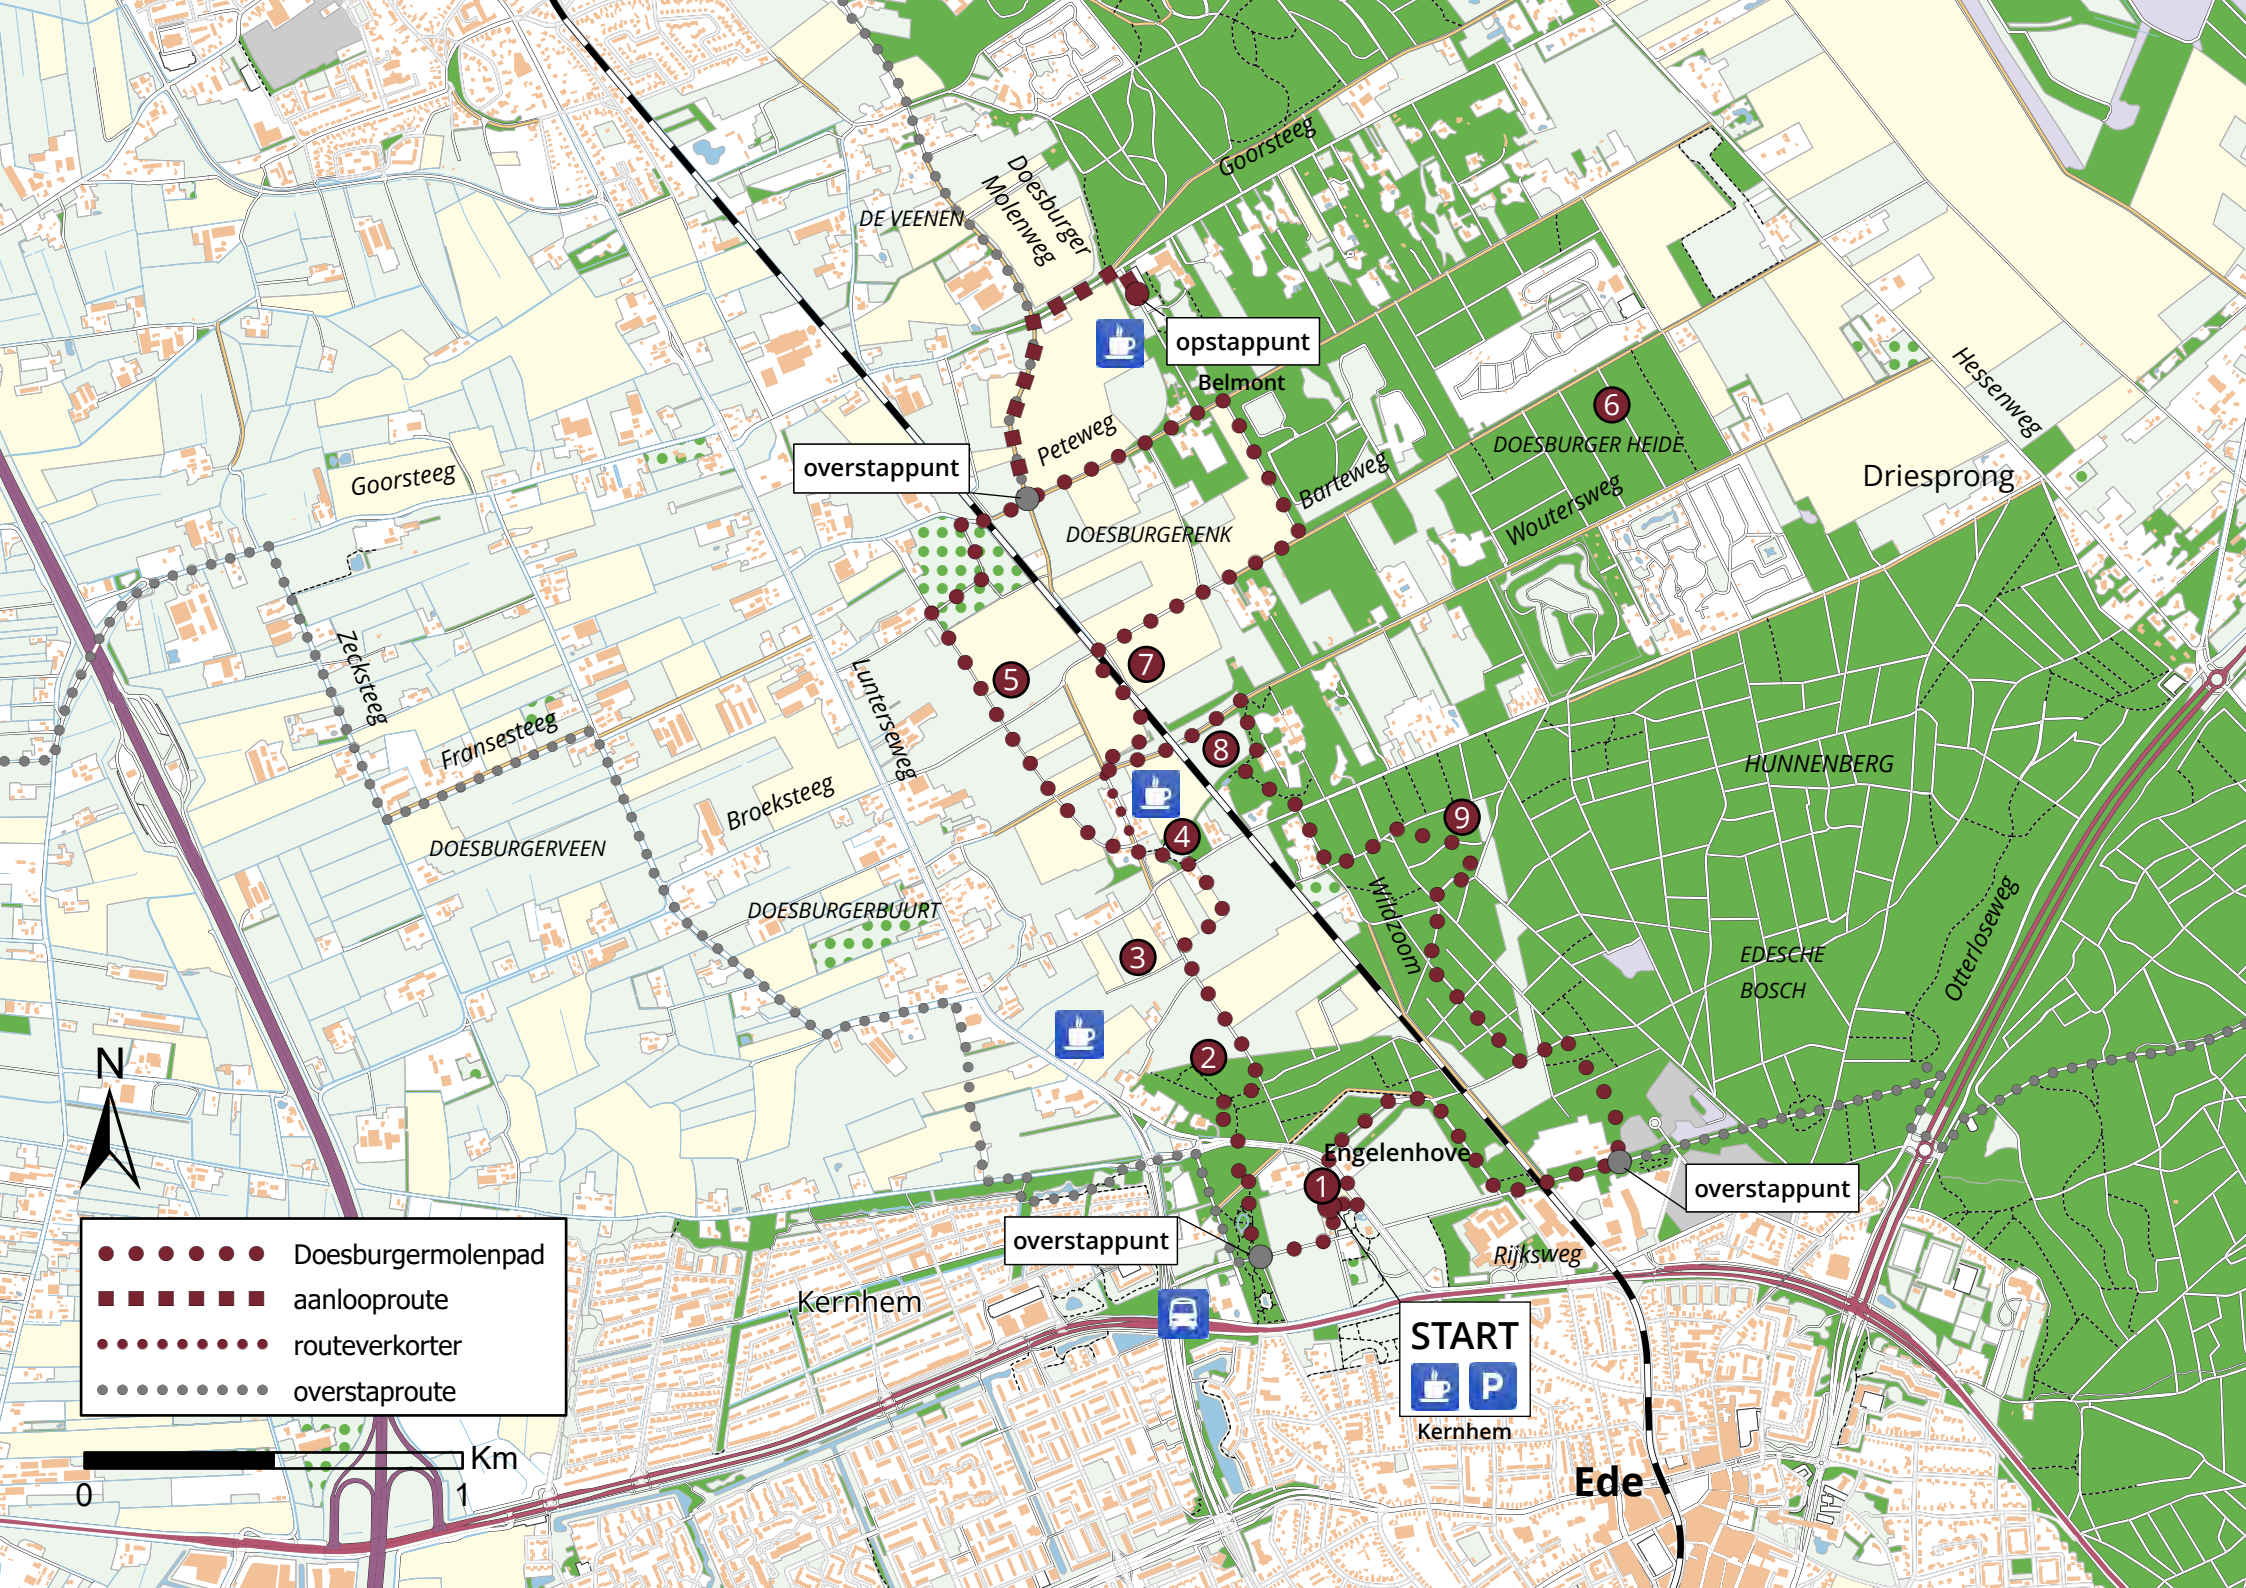 Goorsteeg
Doesburger
Molenweg
DE VEENEN
opstappunt
Belmont
Hessenweg
6
DOESBURGER HEIDE
Driesprong
Peteweg
overstappunt
Barteweg
Goorsteeg
Woutersweg
DOESBURGERENK
Zecksteeg
5
7
Lunterseweg
Fransesteeg
8
HUNNENBERG
Broeksteeg
9
4
DOESBURGERVEEN
Wildzoom
Otterloseweg
DOESBURGERBUURT
3
EDESCHE
BOSCH
2
N
Engelenhove
1
overstappunt
overstappunt
Rijksweg
Doesburgermolenpad
aanlooproute
routeverkorter
overstaproute
Kernhem
START
P
Kernhem
Km
0
1
Ede